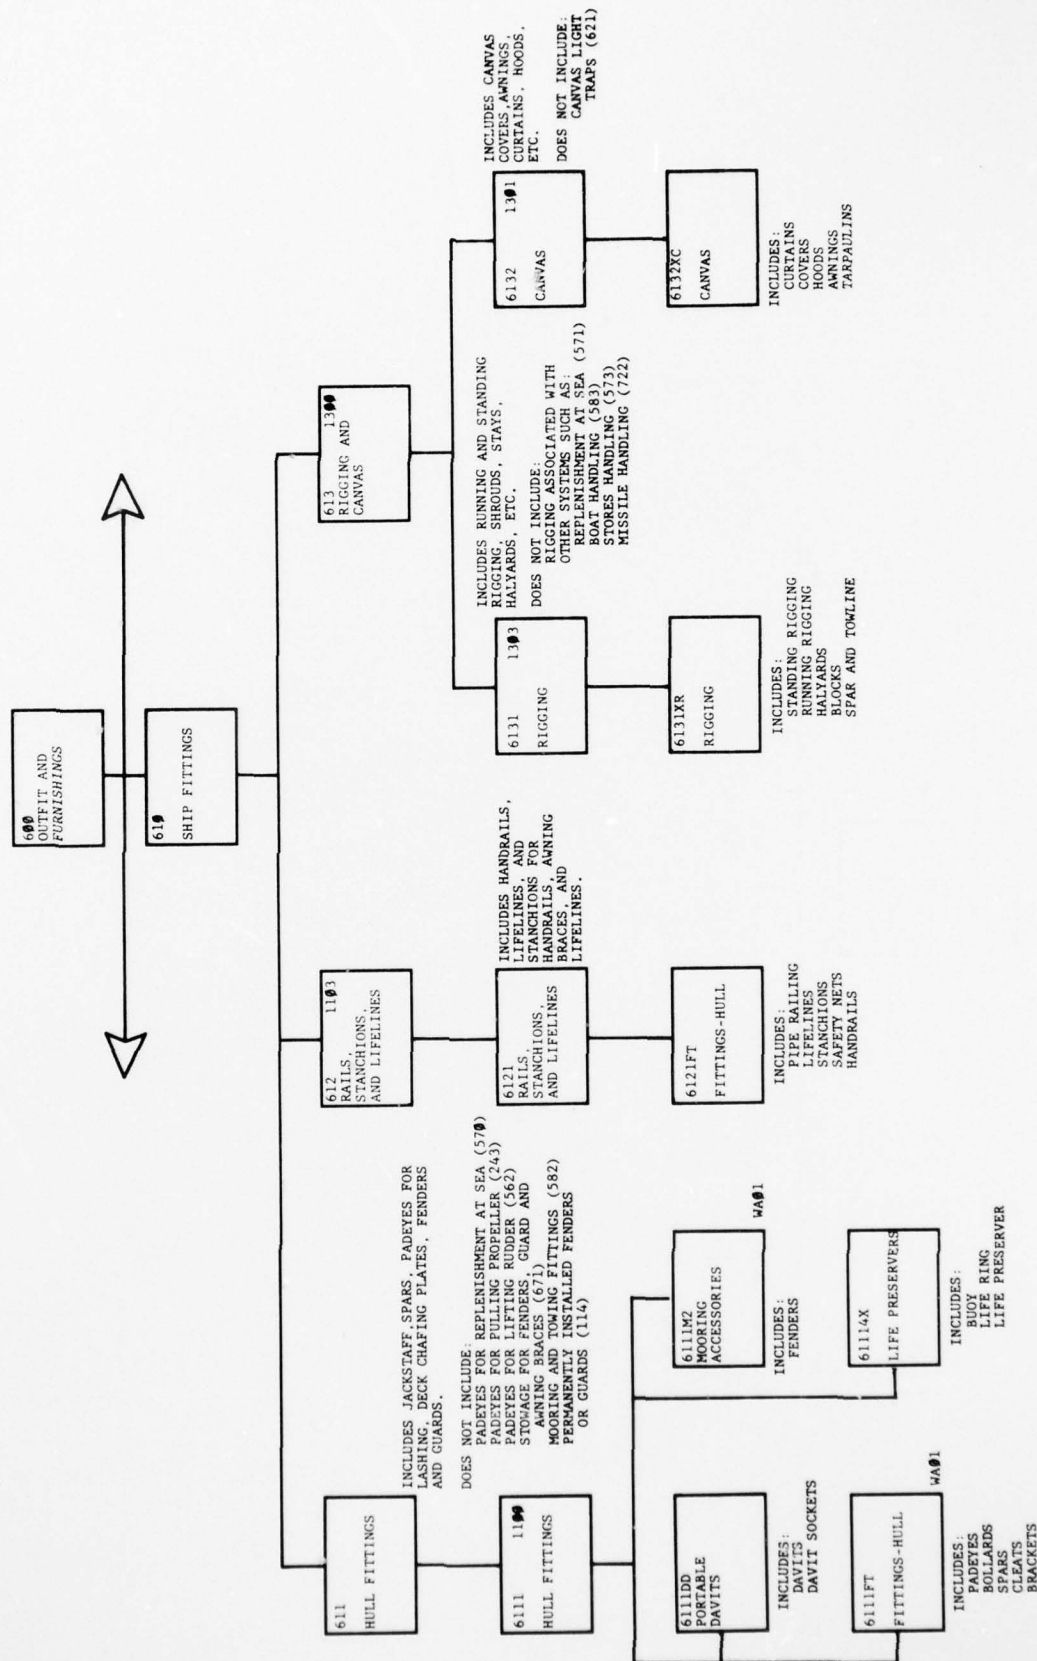 600
OUTFIT AND
FURNISHINGS
610
SHIP FITTINGS
611
HULL FITTINGS
INCLUDES JACKSTAFF, SPARS, PADEYES FOR
LASHING, DECK CHAFING PLATES, FENDERS
AND GUARDS.
DOES NOT INCLUDE:
PADEYES FOR REPLENISHMENT AT SEA (570)
PADEYES FOR PULLING PROPELLER (243)
PADEYES FOR LIFTING RUDDER (562)
STOWAGE FOR FENDERS, GUARD AND
AWNING BRACES (671)
MOORING AND TOWING FITTINGS (582)
PERMANENTLY INSTALLED FENDERS
OR GUARDS (114)
6111 1100
HULL FITTINGS
6111DD
PORTABLE
DAVITS
INCLUDES:
DAVITS
DAVIT SOCKETS
6111FT
FITTINGS-HULL
WA01
INCLUDES:
PADEYES
BOLLARDS
SPARS
CLEATS
BRACKETS
6111M2
MOORING
ACCESSORIES
WA01
INCLUDES:
FENDERS
61114X
LIFE PRESERVERS
INCLUDES:
BUOY
LIFE RING
LIFE PRESERVER
612 1103
RAILS,
STANCHIONS,
AND LIFELINES
6121
RAILS,
STANCHIONS,
AND LIFELINES
INCLUDES HANDRAILS,
LIFELINES, AND
STANCHIONS FOR
HANDRAILS, AWNING
BRACES, AND
LIFELINES.
6121FT
FITTINGS-HULL
INCLUDES:
PIPE RAILING
LIFELINES
STANCHIONS
SAFETY NETS
HANDRAILS
613 1300
RIGGING AND
CANVAS
6131 1303
RIGGING
INCLUDES RUNNING AND STANDING
RIGGING, SHROUDS, STAYS,
HALYARDS, ETC.
DOES NOT INCLUDE:
RIGGING ASSOCIATED WITH
OTHER SYSTEMS SUCH AS:
REPLENISHMENT AT SEA (571)
BOAT HANDLING (583)
STORES HANDLING (573)
MISSILE HANDLING (722)
6131XR
RIGGING
INCLUDES:
STANDING RIGGING
RUNNING RIGGING
HALYARDS
BLOCKS
SPAR AND TOWLINE
6132 1301
CANVAS
INCLUDES CANVAS
COVERS, AWNINGS,
CURTAINS, HOODS,
ETC.
DOES NOT INCLUDE:
CANVAS LIGHT
TRAPS (621)
6132XC
CANVAS
INCLUDES:
CURTAINS
COVERS
HOODS
AWNINGS
TARPAULINS